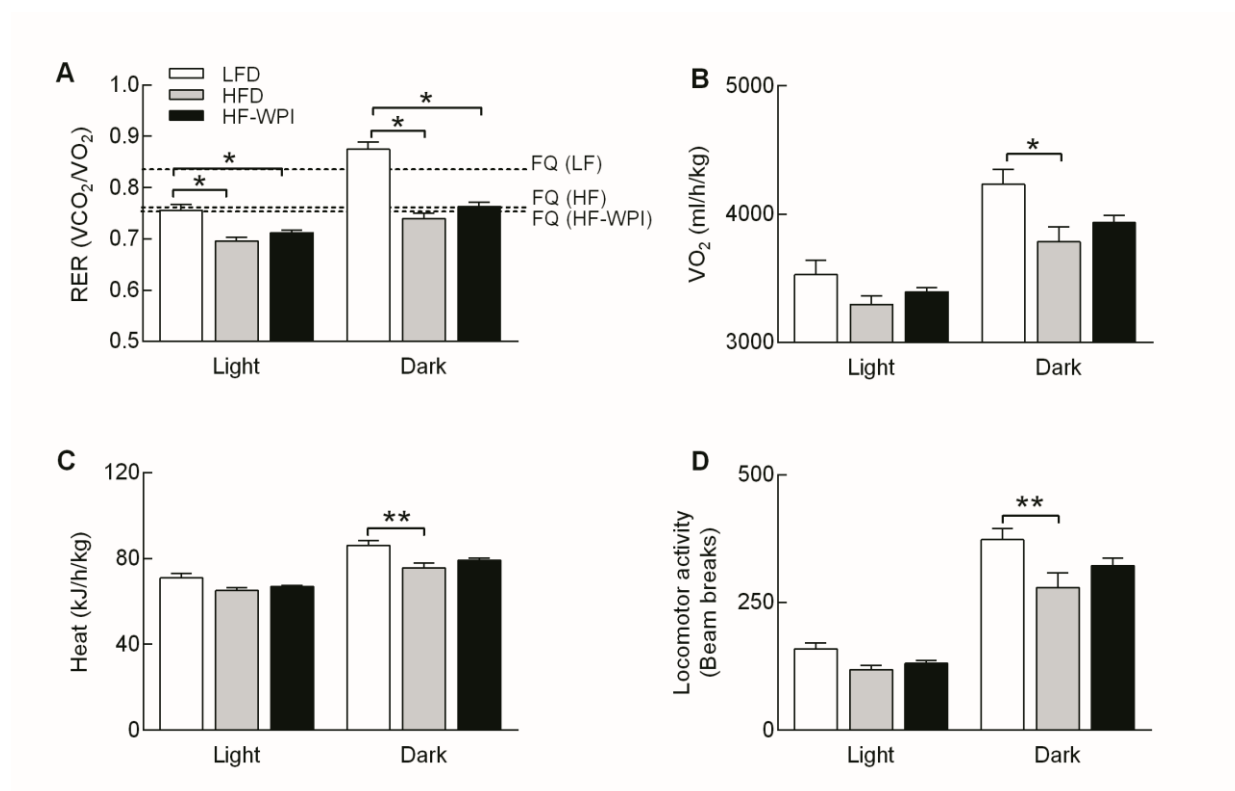 A
LFD
HFD
HF-WPI
1.0
0.9
0.8
0.7
0.6
0.5
RER (VCO₂/VO₂)
*
*
*
*
FQ (LF)
FQ (HF)
FQ (HF-WPI)
Light
Dark
B
5000
4000
3000
VO₂ (ml/h/kg)
*
Light
Dark
C
120
80
40
0
Heat (kJ/h/kg)
**
Light
Dark
D
500
250
0
Locomotor activity
(Beam breaks)
**
Light
Dark